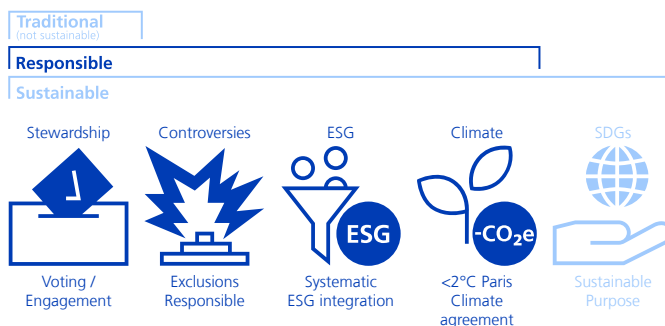 Traditional
(not sustainable)
Responsible
Sustainable
Stewardship Controversies ESG Climate SDGs
ESG -CO₂e
Voting / Exclusions Systematic <2°C Paris Sustainable
Engagement Responsible ESG integration Climate Purpose
agreement